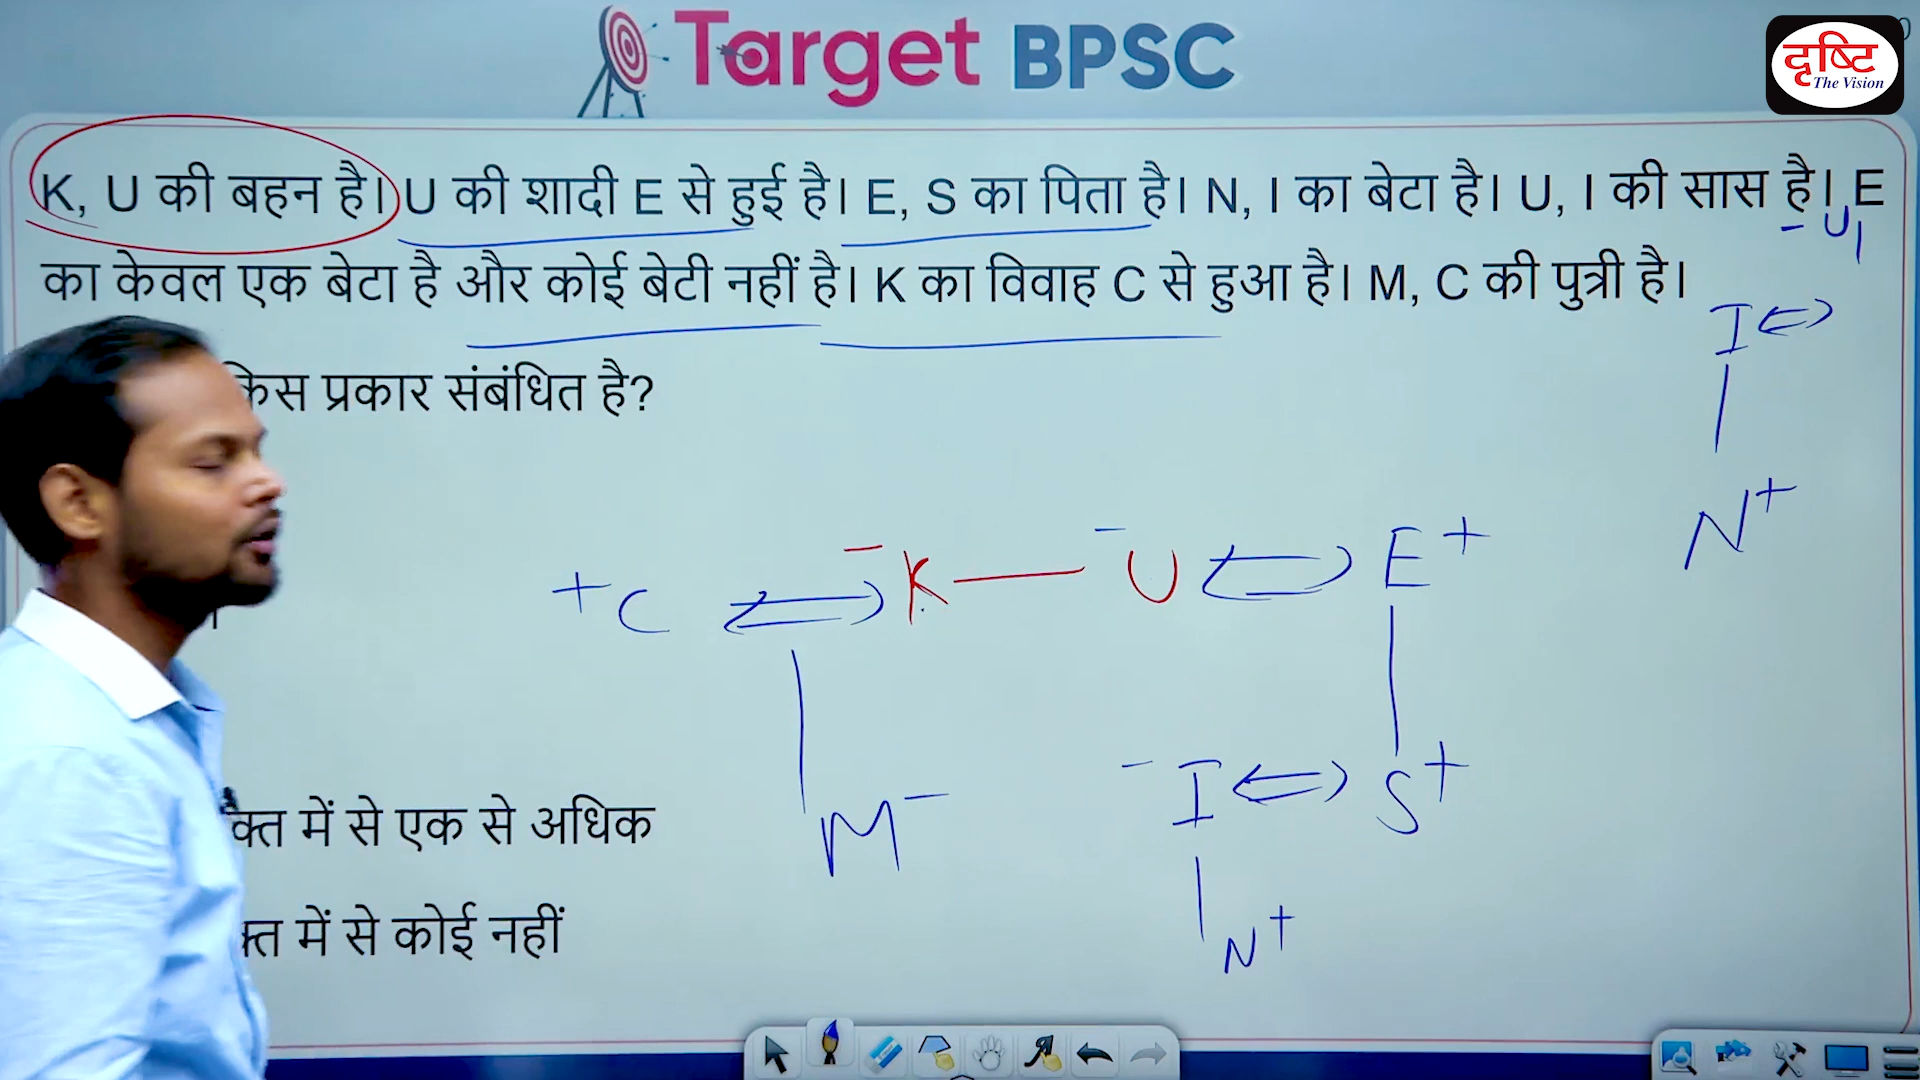 Target BPSC
दृष्टि
The Vision
K, U की बहन है। U की शादी E से हुई है। E, S का पिता है। N, I का बेटा है। U, I की सास है। E
का केवल एक बेटा है और कोई बेटी नहीं है। K का विवाह C से हुआ है। M, C की पुत्री है।
किस प्रकार संबंधित है?
- U
I
N+
+ C - K - U E +
M -
- I S +
N +
में से एक से अधिक
में से कोई नहीं